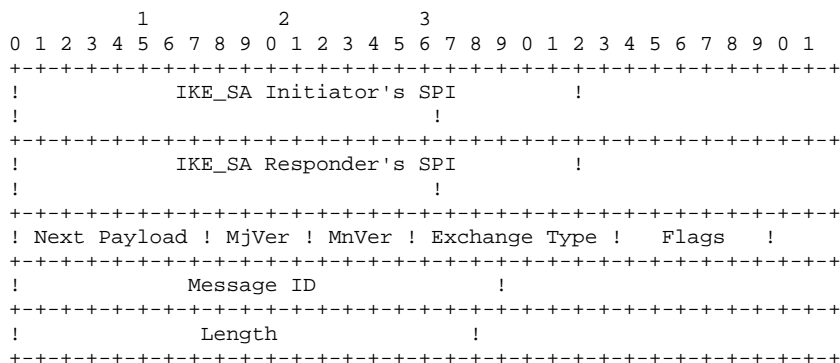 1 2 3
0 1 2 3 4 5 6 7 8 9 0 1 2 3 4 5 6 7 8 9 0 1 2 3 4 5 6 7 8 9 0 1
+-+-+-+-+-+-+-+-+-+-+-+-+-+-+-+-+-+-+-+-+-+-+-+-+-+-+-+-+-+-+-+-+
! IKE_SA Initiator's SPI !
! !
+-+-+-+-+-+-+-+-+-+-+-+-+-+-+-+-+-+-+-+-+-+-+-+-+-+-+-+-+-+-+-+-+
! IKE_SA Responder's SPI !
! !
+-+-+-+-+-+-+-+-+-+-+-+-+-+-+-+-+-+-+-+-+-+-+-+-+-+-+-+-+-+-+-+-+
! Next Payload ! MjVer ! MnVer ! Exchange Type ! Flags !
+-+-+-+-+-+-+-+-+-+-+-+-+-+-+-+-+-+-+-+-+-+-+-+-+-+-+-+-+-+-+-+-+
! Message ID !
+-+-+-+-+-+-+-+-+-+-+-+-+-+-+-+-+-+-+-+-+-+-+-+-+-+-+-+-+-+-+-+-+
! Length !
+-+-+-+-+-+-+-+-+-+-+-+-+-+-+-+-+-+-+-+-+-+-+-+-+-+-+-+-+-+-+-+-+